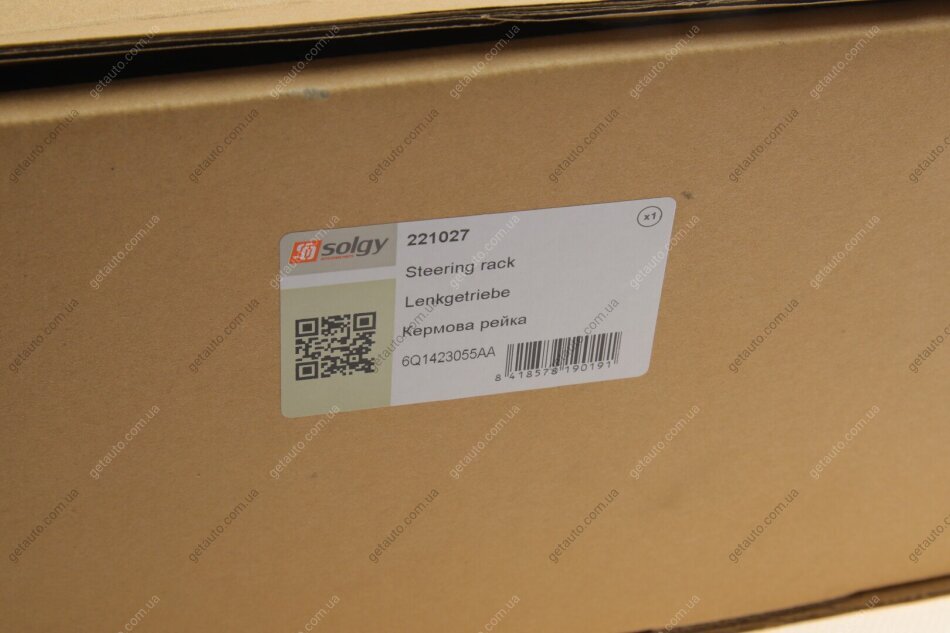 solgy
221027
x1
Steering rack
Lenkgetriebe
Кермова рейка
6Q1423055AA
8 418578 190191
getauto.com.ua